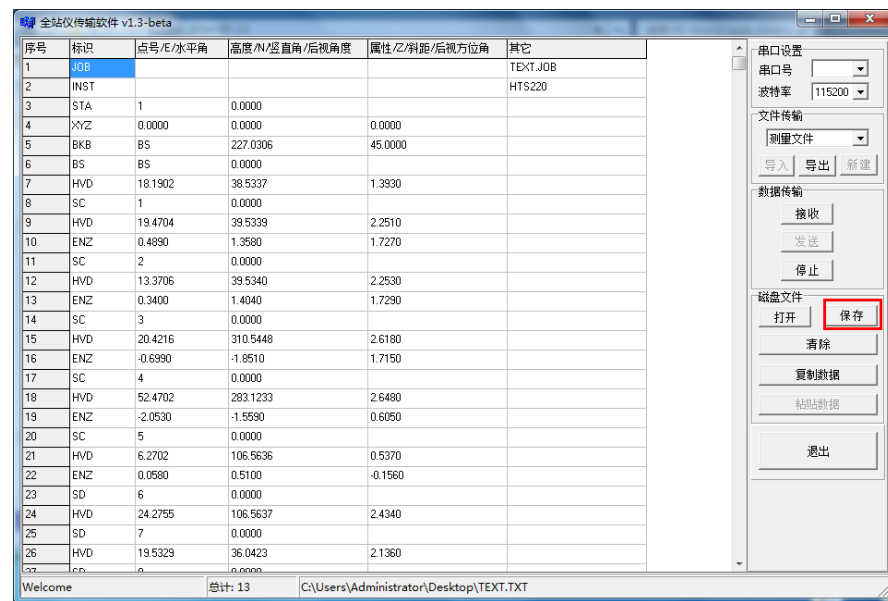 全站仪传输软件 v1.3-beta
序号 标识 点号/E/水平角 高度/N/竖直角/后视角度 属性/Z/斜距/后视方位角 其它
1 JOB TEXT.JOB
2 INST HTS220
3 STA 1 0.0000
4 XYZ 0.0000 0.0000 0.0000
5 BKB BS 227.0306 45.0000
6 BS BS 0.0000
7 HVD 18.1902 38.5337 1.3930
8 SC 1 0.0000
9 HVD 19.4704 39.5339 2.2510
10 ENZ 0.4890 1.3580 1.7270
11 SC 2 0.0000
12 HVD 13.3706 39.5340 2.2530
13 ENZ 0.3400 1.4040 1.7290
14 SC 3 0.0000
15 HVD 20.4216 310.5448 2.6180
16 ENZ -0.6990 -1.8510 1.7150
17 SC 4 0.0000
18 HVD 52.4702 283.1233 2.6480
19 ENZ -2.0530 -1.5590 0.6050
20 SC 5 0.0000
21 HVD 6.2702 106.5636 0.5370
22 ENZ 0.0580 0.5100 -0.1560
23 SD 6 0.0000
24 HVD 24.2755 106.5637 2.4340
25 SD 7 0.0000
26 HVD 19.5329 36.0423 2.1360
串口设置
串口号
波特率 115200
文件传输
测量文件
导入 导出 新建
数据传输
接收
发送
停止
磁盘文件
打开 保存
清除
复制数据
粘贴数据
退出
Welcome 总计: 13 C:\Users\Administrator\Desktop\TEXT.TXT